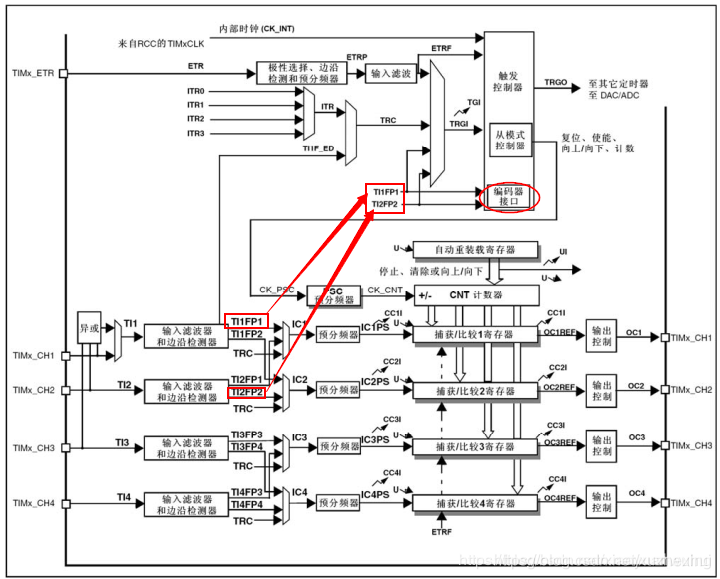 内部时钟 (CK_INT)
来自RCC的TIMxCLK
ETRF
TIMx_ETR
ETR
极性选择、边沿
检测和预分频器
ETRP
输入滤波
触发
控制器
TRGO
至其它定时器
至 DAC/ADC
ITR0
ITR1
ITR2
ITR3
ITR
TRC
TI1F_ED
TGI
TRGI
从模式
控制器
复位、使能、
向上/向下、计数
TI1FP1
TI2FP2
编码器
接口
U
自动重装载寄存器
UI
停止、清除或向上/向下
U
CK_PSC
PSC
预分频器
CK_CNT
+/-
CNT 计数器
异或
TIMx_CH1
TI1
输入滤波器
和边沿检测器
TI1FP1
TI1FP2
TRC
IC1
预分频器
IC1PS
U
CC1I
捕获/比较1寄存器
CC1I
OC1REF
输出
控制
OC1
TIMx_CH1
TIMx_CH2
TI2
输入滤波器
和边沿检测器
TI2FP1
TI2FP2
TRC
IC2
预分频器
IC2PS
U
CC2I
捕获/比较2寄存器
CC2I
OC2REF
输出
控制
OC2
TIMx_CH2
TIMx_CH3
TI3
输入滤波器
和边沿检测器
TI3FP3
TI3FP4
TRC
IC3
预分频器
IC3PS
U
CC3I
捕获/比较3寄存器
CC3I
OC3REF
输出
控制
OC3
TIMx_CH3
TIMx_CH4
TI4
输入滤波器
和边沿检测器
TI4FP3
TI4FP4
TRC
IC4
预分频器
IC4PS
U
CC4I
捕获/比较4寄存器
CC4I
OC4REF
输出
控制
OC4
TIMx_CH4
ETRF